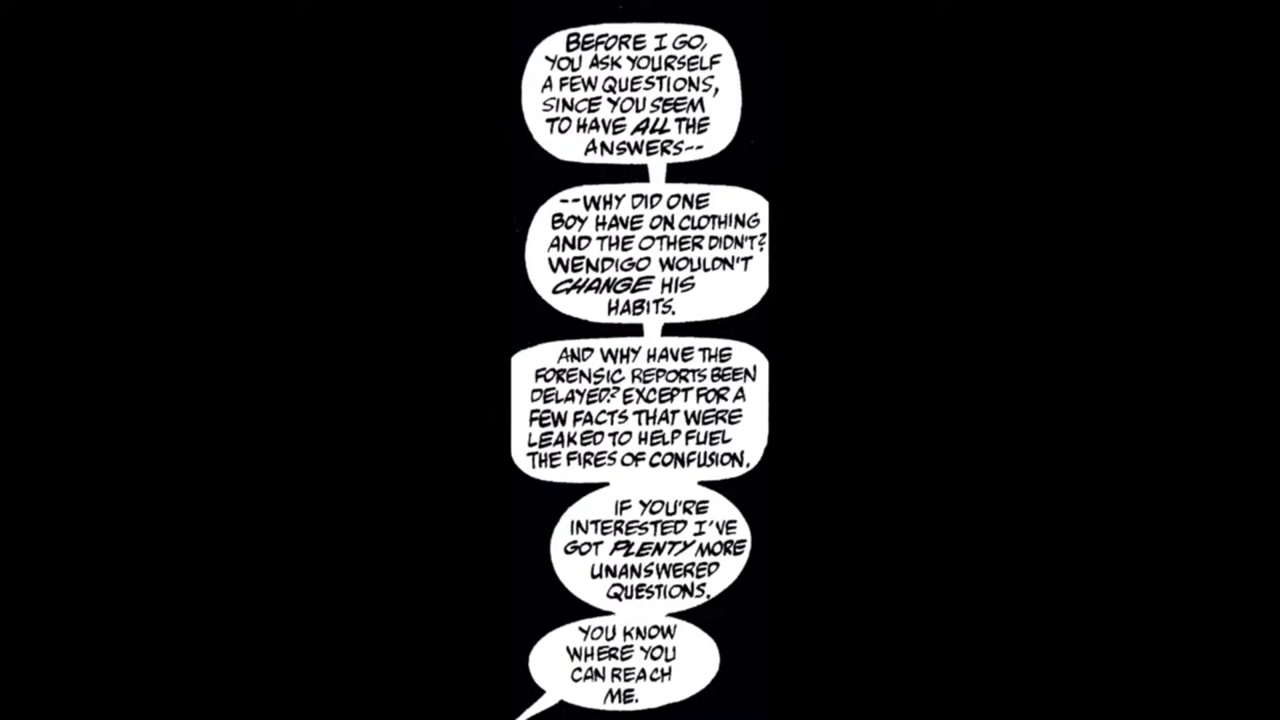 BEFORE I GO,
YOU ASK YOURSELF
A FEW QUESTIONS,
SINCE YOU SEEM
TO HAVE ALL THE
ANSWERS--
--WHY DID ONE
BOY HAVE ON CLOTHING
AND THE OTHER DIDN'T?
WENDIGO WOULDN'T
CHANGE HIS
HABITS.
AND WHY HAVE THE
FORENSIC REPORTS BEEN
DELAYED? EXCEPT FOR A
FEW FACTS THAT WERE
LEAKED TO HELP FUEL
THE FIRES OF CONFUSION.
IF YOU'RE
INTERESTED I'VE
GOT PLENTY MORE
UNANSWERED
QUESTIONS.
YOU KNOW
WHERE YOU
CAN REACH
ME.